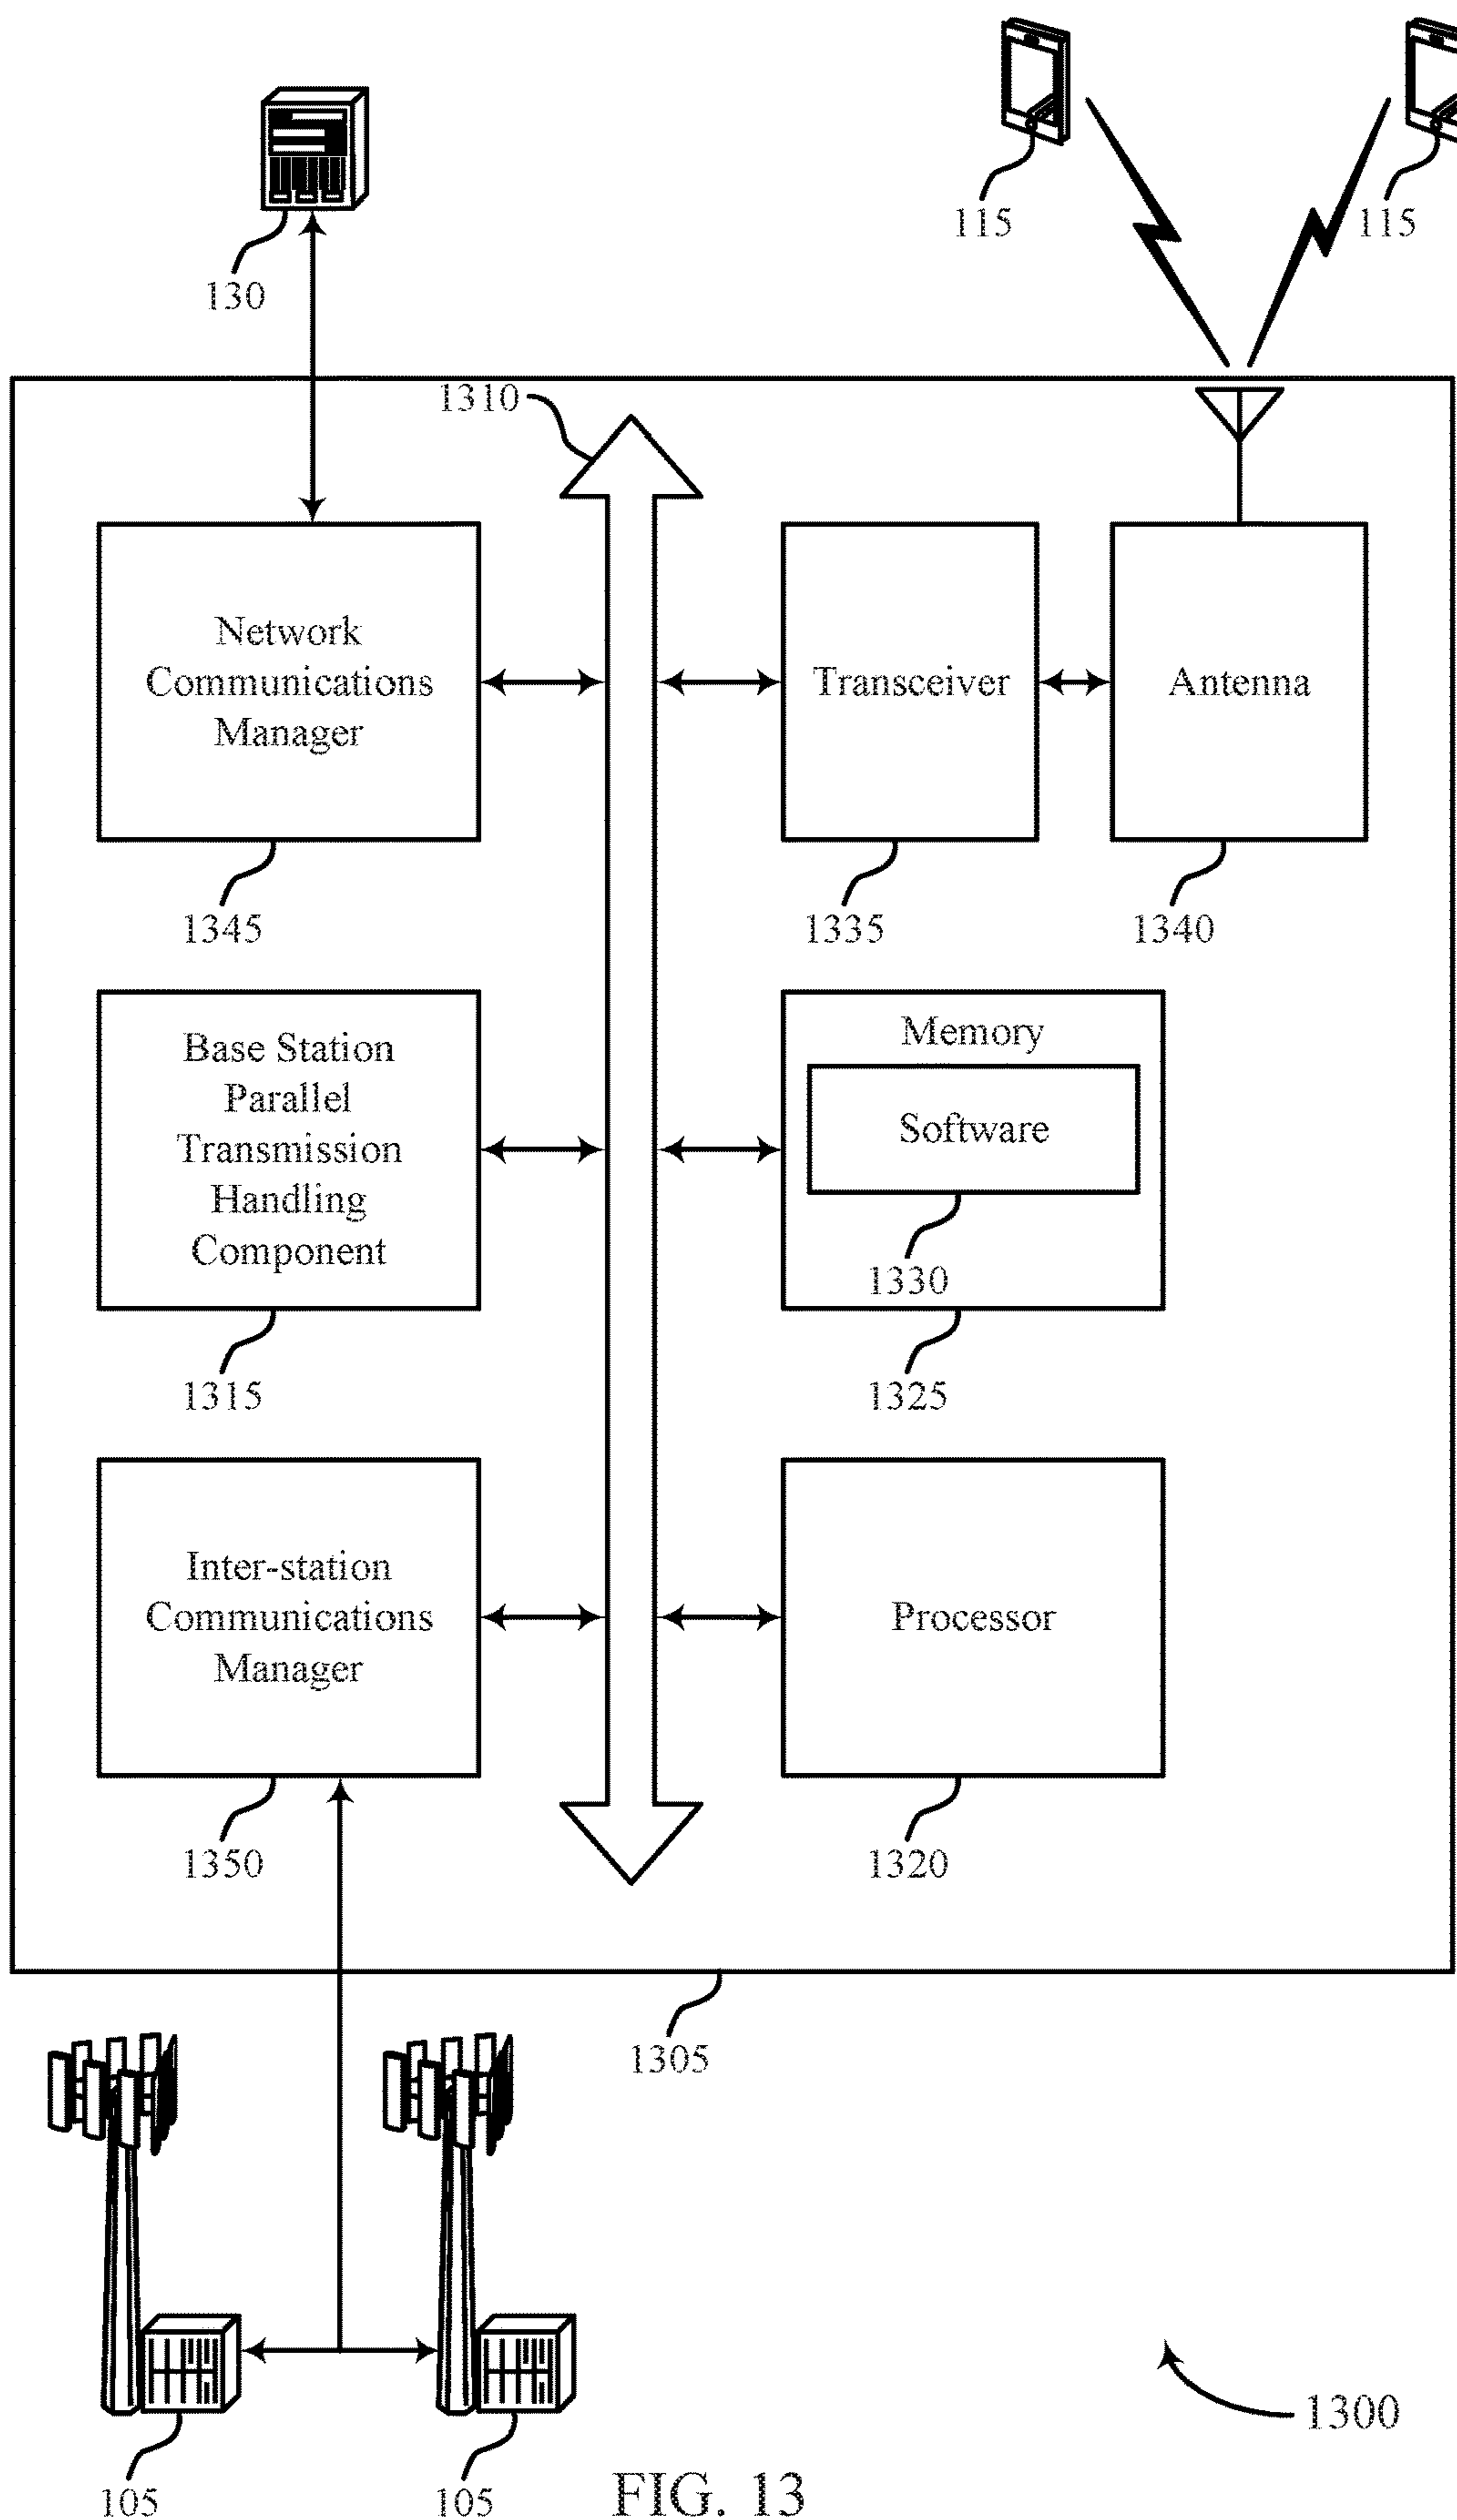 115
115
130
1310
Network
Communications
Manager
Transceiver
Antenna
1345
1335
1340
Base Station
Parallel
Transmission
Handling
Component
Memory
Software
1330
1315
1325
Inter-station
Communications
Manager
Processor
1350
1320
1305
1300
105
105
FIG. 13